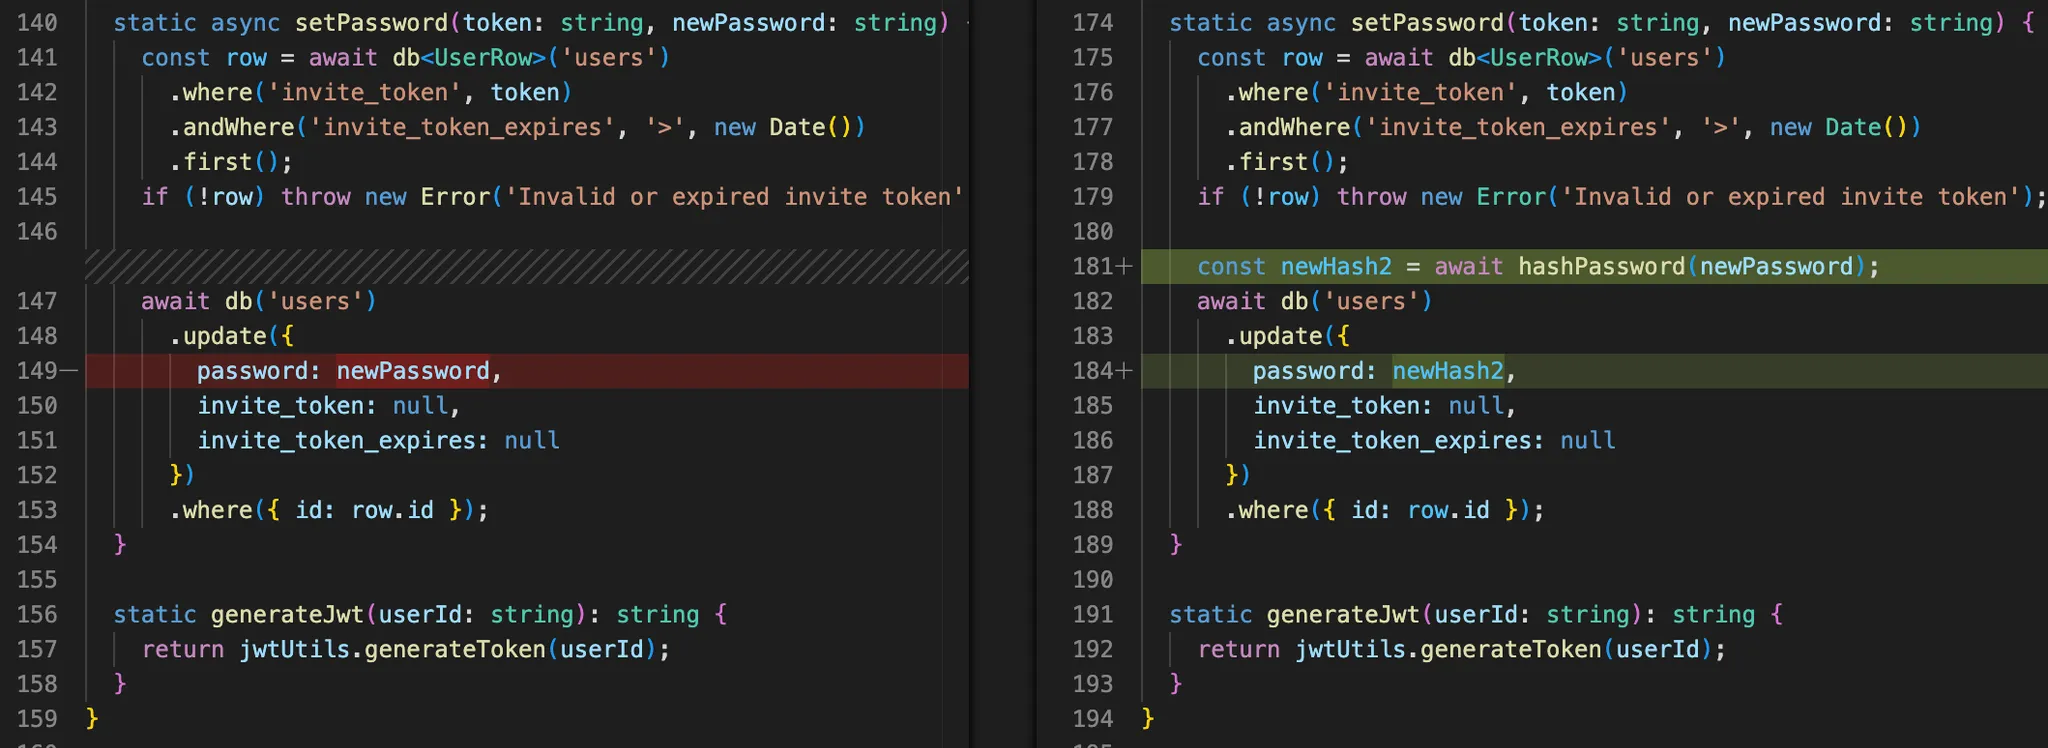 140 static async setPassword(token: string, newPassword: string)
141 const row = await db<UserRow>('users')
142 .where('invite_token', token)
143 .andWhere('invite_token_expires', '>', new Date())
144 .first();
145 if (!row) throw new Error('Invalid or expired invite token'
146
147 await db('users')
148 .update({
149— password: newPassword,
150 invite_token: null,
151 invite_token_expires: null
152 })
153 .where({ id: row.id });
154 }
155
156 static generateJwt(userId: string): string {
157 return jwtUtils.generateToken(userId);
158 }
159 }
174 static async setPassword(token: string, newPassword: string) {
175 const row = await db<UserRow>('users')
176 .where('invite_token', token)
177 .andWhere('invite_token_expires', '>', new Date())
178 .first();
179 if (!row) throw new Error('Invalid or expired invite token');
180
181+ const newHash2 = await hashPassword(newPassword);
182 await db('users')
183 .update({
184+ password: newHash2,
185 invite_token: null,
186 invite_token_expires: null
187 })
188 .where({ id: row.id });
189 }
190
191 static generateJwt(userId: string): string {
192 return jwtUtils.generateToken(userId);
193 }
194 }